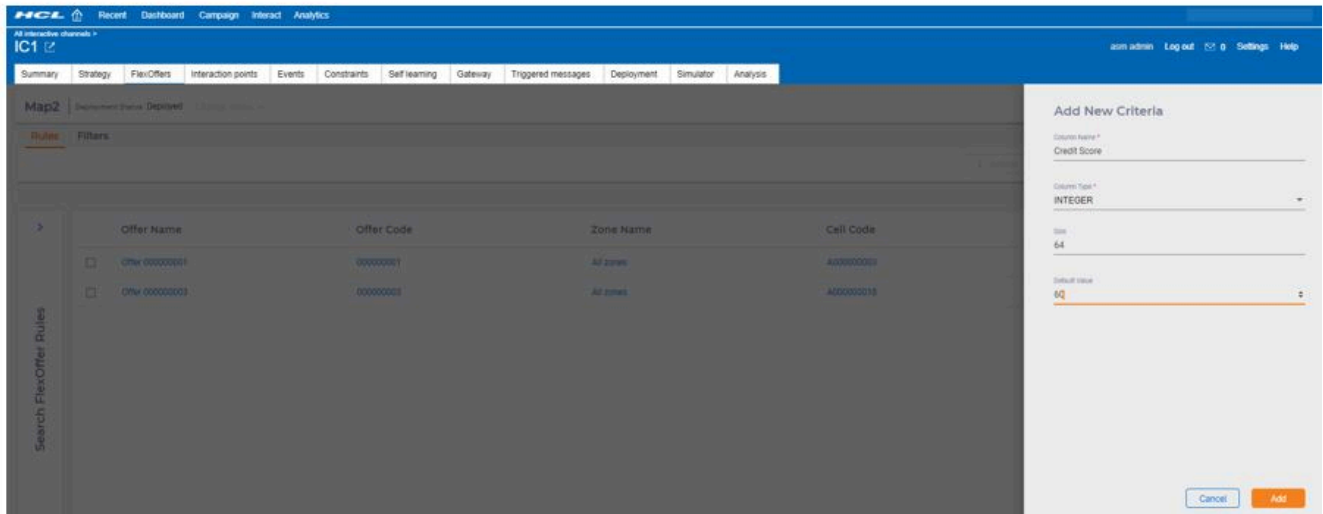 HCL Recent Dashboard Campaign Interact Analytics
All interactive channels >
IC1
asm admin Log out 0 Settings Help
Summary Strategy FlexOffers Interaction points Events Constraints Self learning Gateway Triggered messages Deployment Simulator Analysis
Map2 Deployment Status Deployed
Rules Filters
Add New Criteria
Column Name *
Credit Score
Column Type *
INTEGER
Size
64
Default Value
60
Offer Name Offer Code Zone Name Cell Code
Offer 000000001 000000001 All zones A000000003
Offer 000000003 000000003 All zones A000000010
Search FlexOffer Rules
Cancel Add